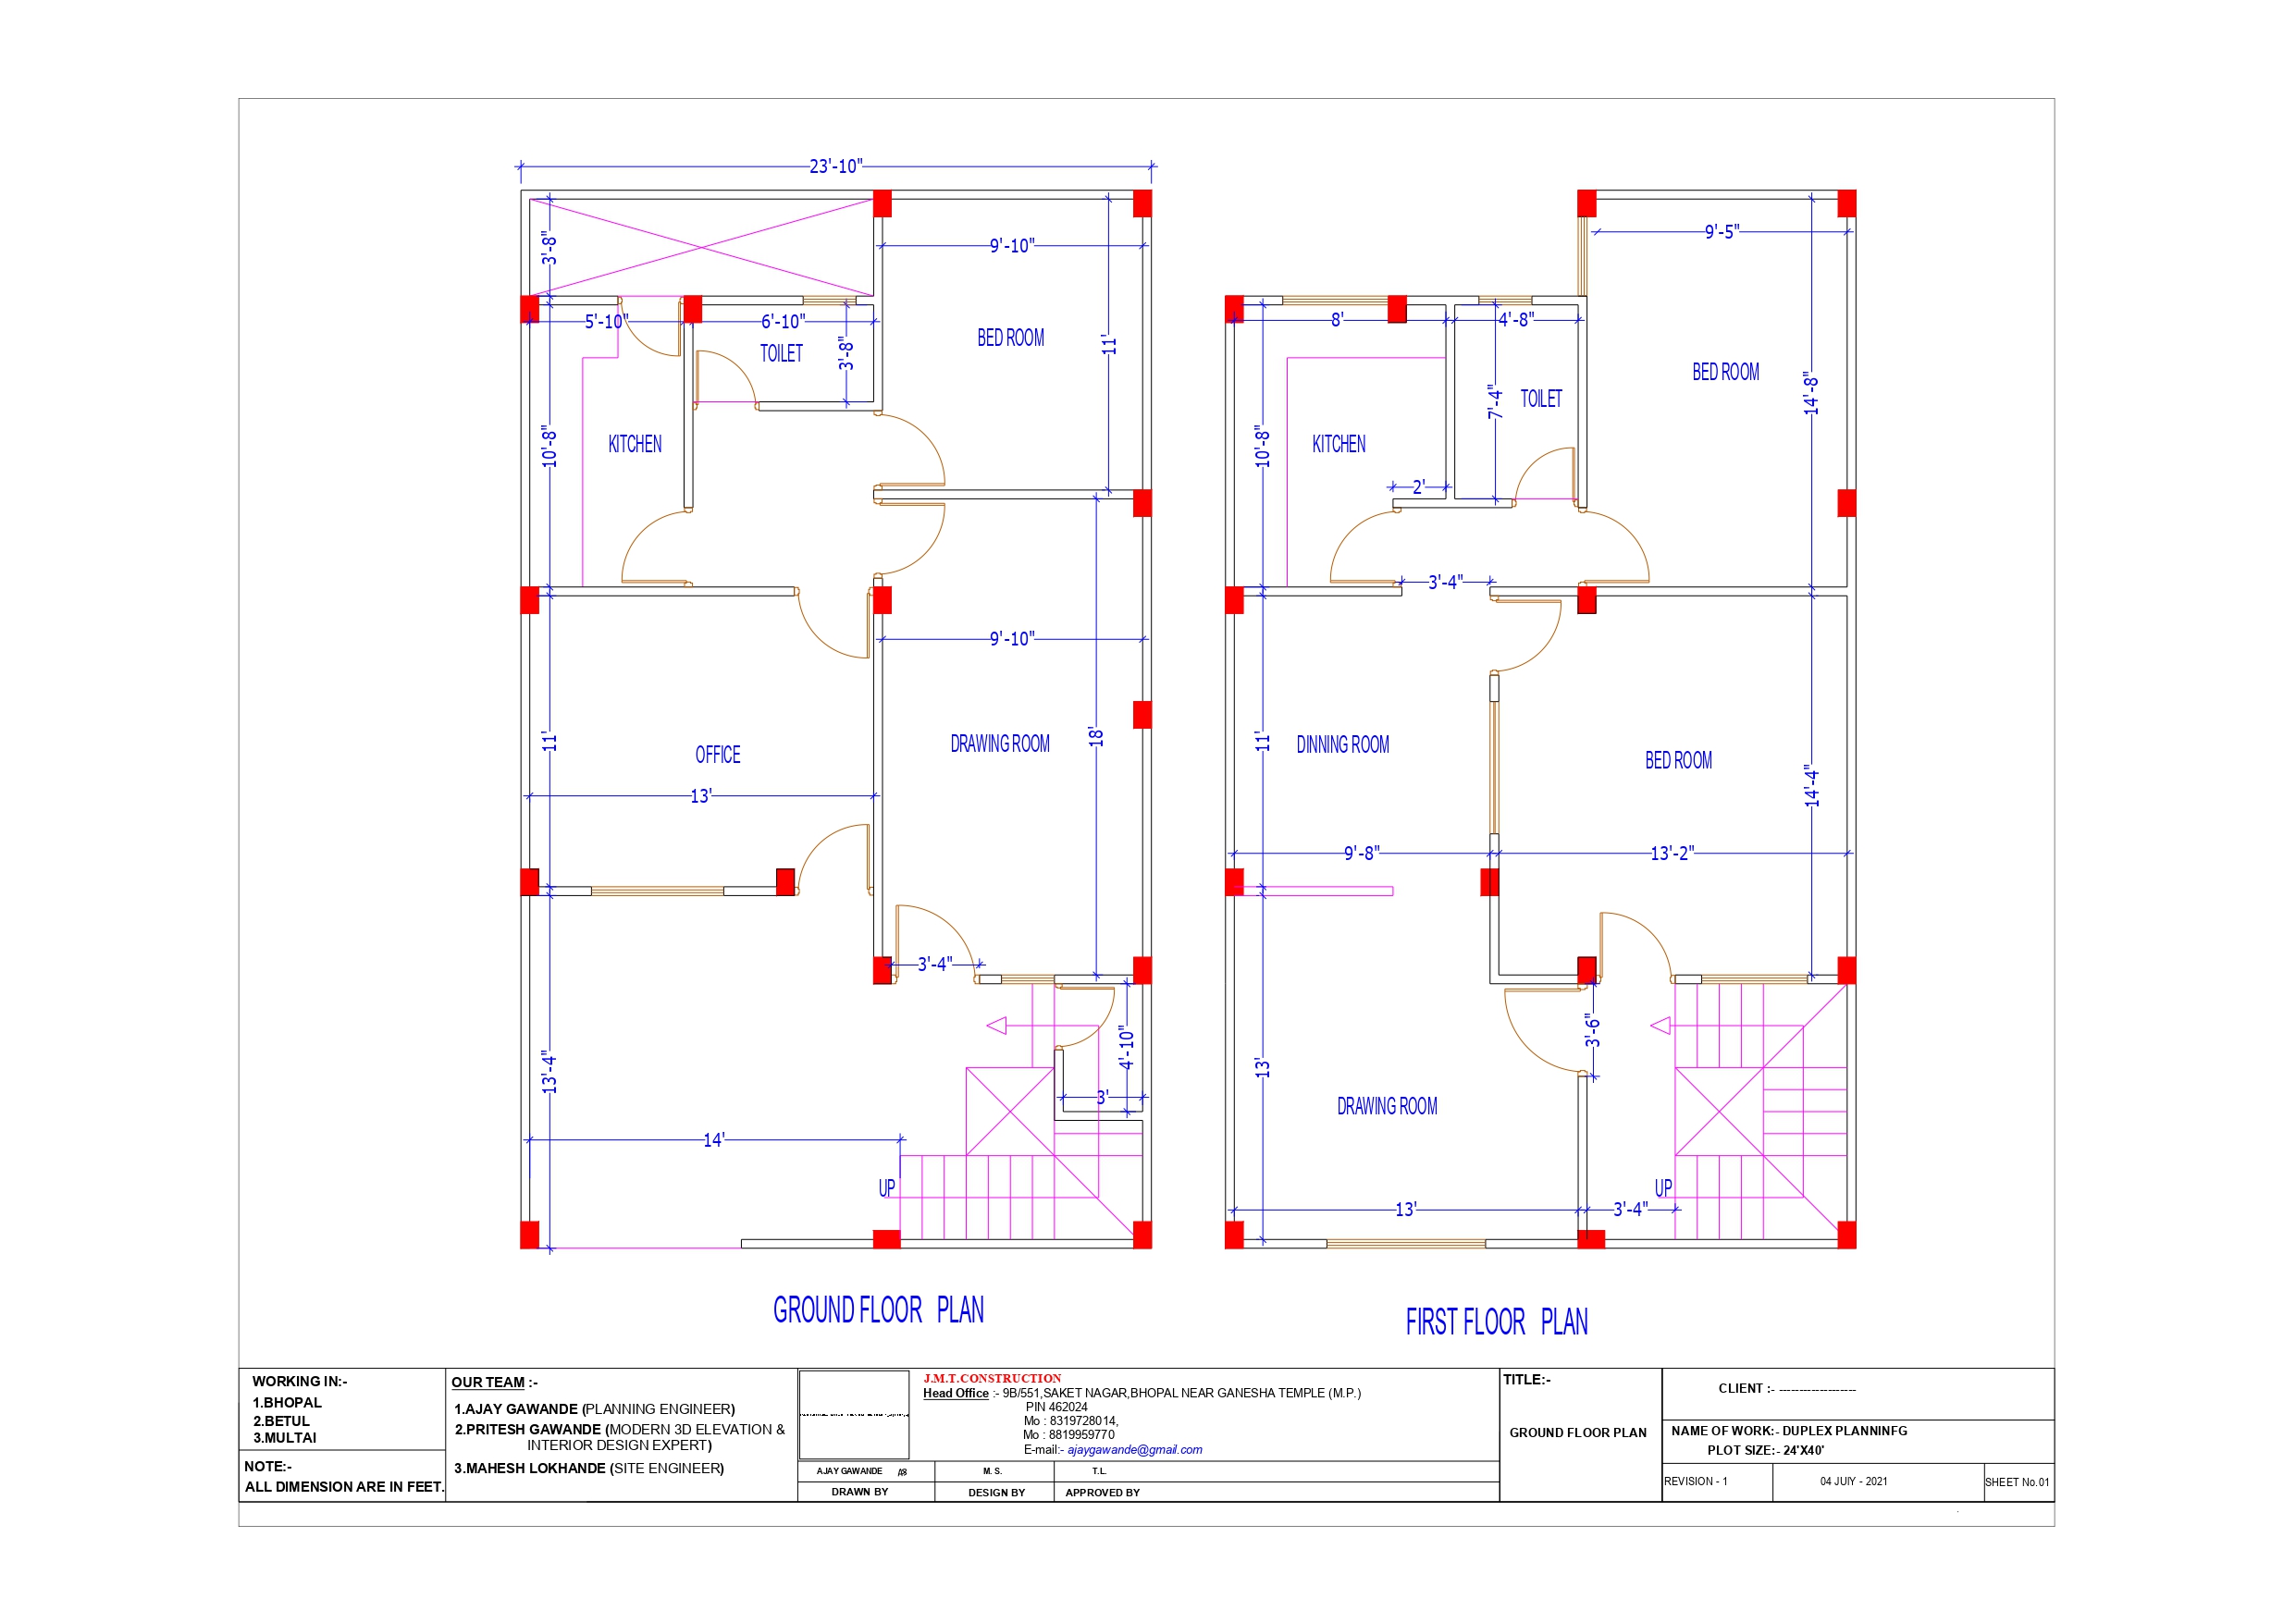 23'-10"
3'-8"
9'-10"
5'-10"
6'-10"
TOILET
3'-8"
BED ROOM
11'
KITCHEN
10'-8"
9'-10"
OFFICE
11'
13'
DRAWING ROOM
18'
3'-4"
4'-10"
3'
13'-4"
14'
UP
GROUND FLOOR PLAN
9'-5"
8'
4'-8"
BED ROOM
14'-8"
7'-4"
TOILET
KITCHEN
10'-8"
2'
3'-4"
DINNING ROOM
11'
BED ROOM
14'-4"
9'-8"
13'-2"
3'-6"
13'
DRAWING ROOM
UP
13'
3'-4"
FIRST FLOOR PLAN
WORKING IN:-
1.BHOPAL
2.BETUL
3.MULTAI
NOTE:-
ALL DIMENSION ARE IN FEET.
OUR TEAM :-
1.AJAY GAWANDE (PLANNING ENGINEER)
2.PRITESH GAWANDE (MODERN 3D ELEVATION &
INTERIOR DESIGN EXPERT)
3.MAHESH LOKHANDE (SITE ENGINEER)
J.M.T.CONSTRUCTION
Head Office :- 9B/551,SAKET NAGAR,BHOPAL NEAR GANESHA TEMPLE (M.P.)
PIN 462024
Mo : 8319728014,
Mo : 8819959770
E-mail:- ajaygawande@gmail.com
AJAY GAWANDE
M. S.
T.L.
DRAWN BY
DESIGN BY
APPROVED BY
TITLE:-
GROUND FLOOR PLAN
CLIENT :- -------------------
NAME OF WORK:- DUPLEX PLANNINFG
PLOT SIZE:- 24'X40'
REVISION - 1
04 JUIY - 2021
SHEET No.01